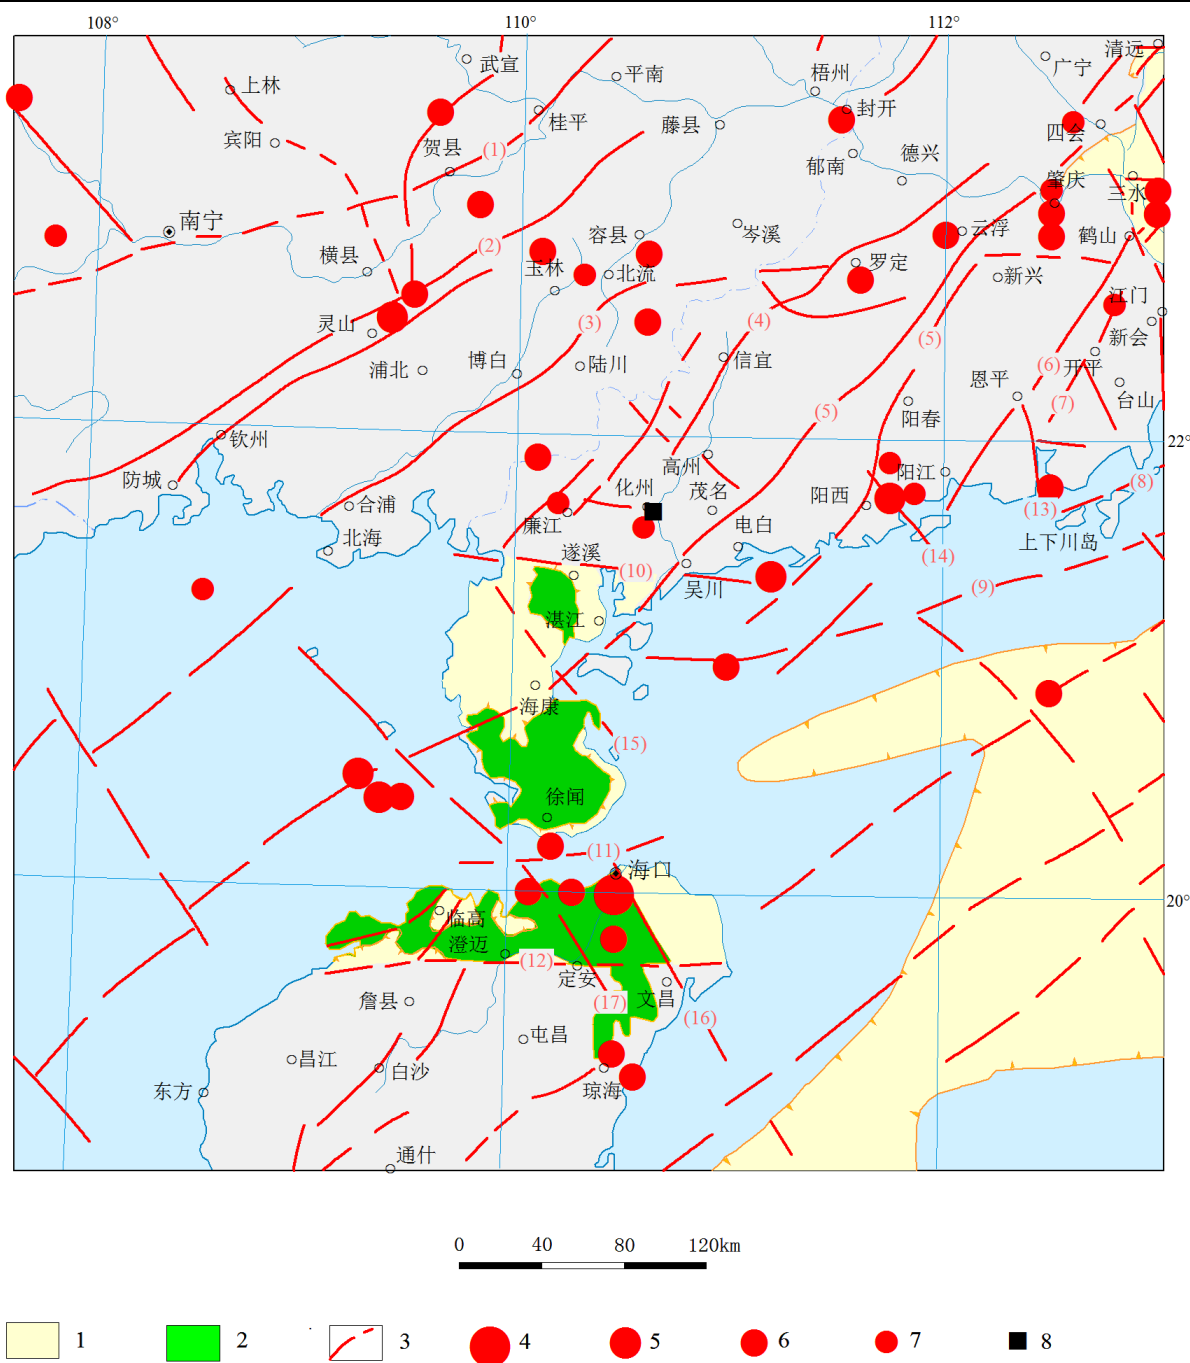 108°
110°
112°
清远
武宣
广宁
平南
梧州
上林
封开
桂平
藤县
四会
宾阳
贺县
(1)
德兴
郁南
肇庆
三水
南宁
容县
岑溪
云浮
鹤山
(2)
横县
玉林
北流
罗定
新兴
江门
灵山
(3)
(4)
(5)
新会
博白
陆川
信宜
(6)
开平
浦北
恩平
台山
(5)
阳春
(7)
钦州
22°
高州
防城
化州
茂名
阳西
阳江
(8)
合浦
廉江
电白
(13)
北海
上下川岛
遂溪
(14)
(10)
吴川
(9)
湛江
海康
(15)
徐闻
(11)
海口
20°
临高
澄迈
(12)
定安
詹县
(17)
文昌
(16)
屯昌
昌江
白沙
东方
琼海
通什
0 40 80 120km
1 2 3 4 5 6 7 8